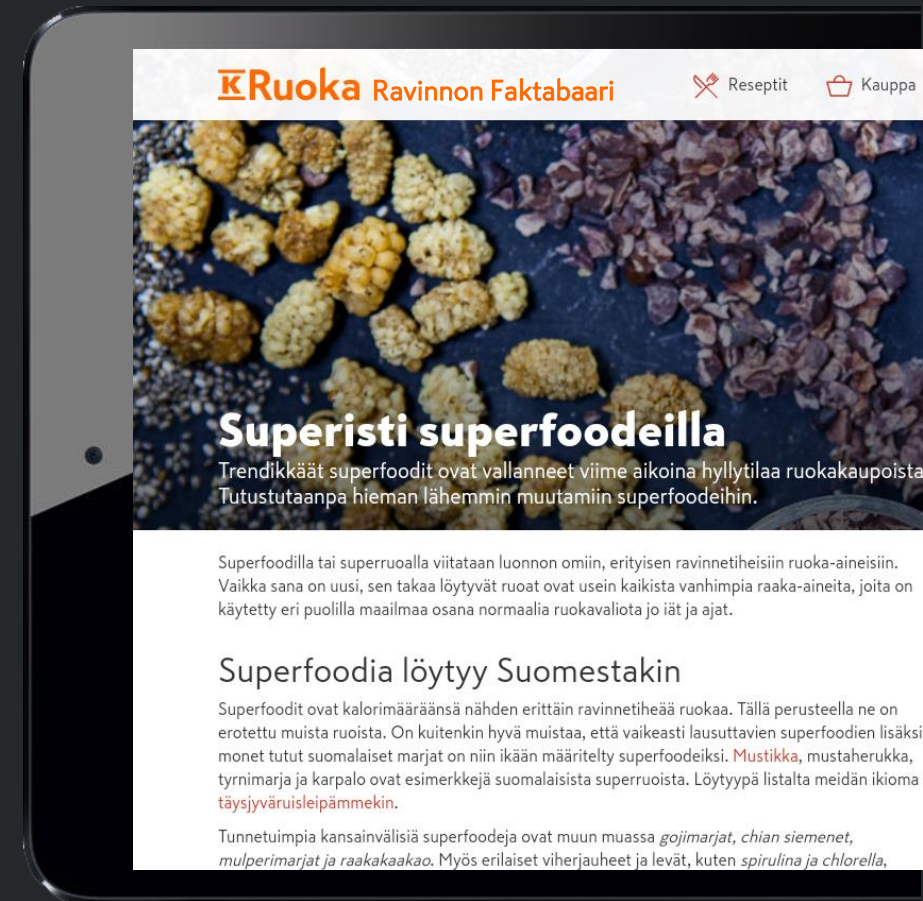 K Ruoka Ravinnon Faktabaari
Reseptit
Kauppa
Superisti superfoodeilla
Trendikkäät superfoodit ovat vallanneet viime aikoina hyllytilaa ruokakaupoista
Tutustutaanpa hieman lähemmin muutamiin superfoodeihin.
Superfoodilla tai superruoalla viitataan luonnon omiin, erityisen ravinnetiheisiin ruoka-aineisiin.
Vaikka sana on uusi, sen takaa löytyvät ruoat ovat usein kaikista vanhimpia raaka-aineita, joita on
käytetty eri puolilla maailmaa osana normaalia ruokavaliota jo iät ja ajat.
Superfoodia löytyy Suomestakin
Superfoodit ovat kalorimääräänsä nähden erittäin ravinnetiheää ruokaa. Tällä perusteella ne on
erotettu muista ruoista. On kuitenkin hyvä muistaa, että vaikeasti lausuttavien superfoodien lisäksi
monet tutut suomalaiset marjat on niin ikään määritelty superfoodeiksi. Mustikka, mustaherukka,
tyrnimarja ja karpalo ovat esimerkkejä suomalaisista superruoista. Löytyypä listalta meidän ikioma
täysjyväruisleipämmekin.
Tunnetuimpia kansainvälisiä superfoodeja ovat muun muassa gojimarjat, chian siemenet,
mulperimarjat ja raakakaakao. Myös erilaiset viherjauheet ja levät, kuten spirulina ja chlorella,